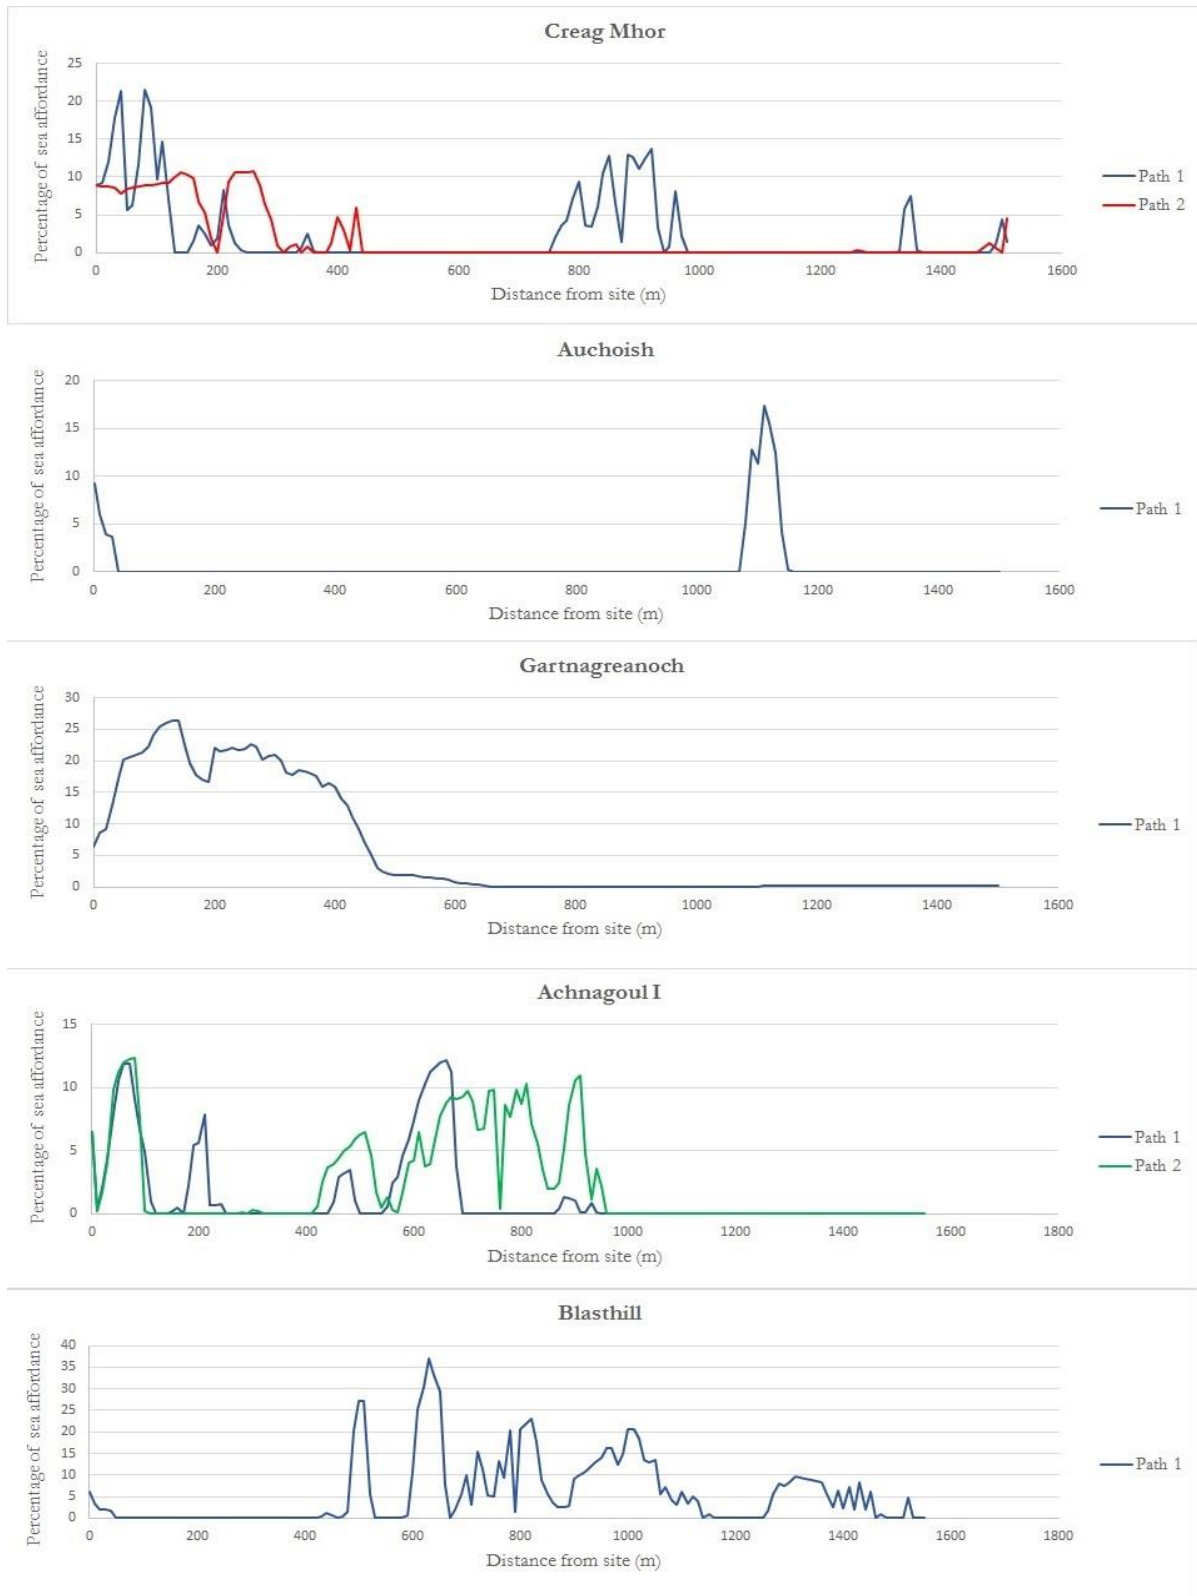 Creag Mhor
Percentage of sea affordance
25
20
15
10
5
0
0 200 400 600 800 1000 1200 1400 1600
Distance from site (m)
Path 1
Path 2
Auchoish
Percentage of sea affordance
20
15
10
5
0
0 200 400 600 800 1000 1200 1400 1600
Distance from site (m)
Path 1
Gartnagreanoch
Percentage of sea affordance
30
25
20
15
10
5
0
0 200 400 600 800 1000 1200 1400 1600
Distance from site (m)
Path 1
Achnagoul I
Percentage of sea affordance
15
10
5
0
0 200 400 600 800 1000 1200 1400 1600 1800
Distance from site (m)
Path 1
Path 2
Blasthill
Percentage of sea affordance
40
35
30
25
20
15
10
5
0
0 200 400 600 800 1000 1200 1400 1600 1800
Distance from site (m)
Path 1